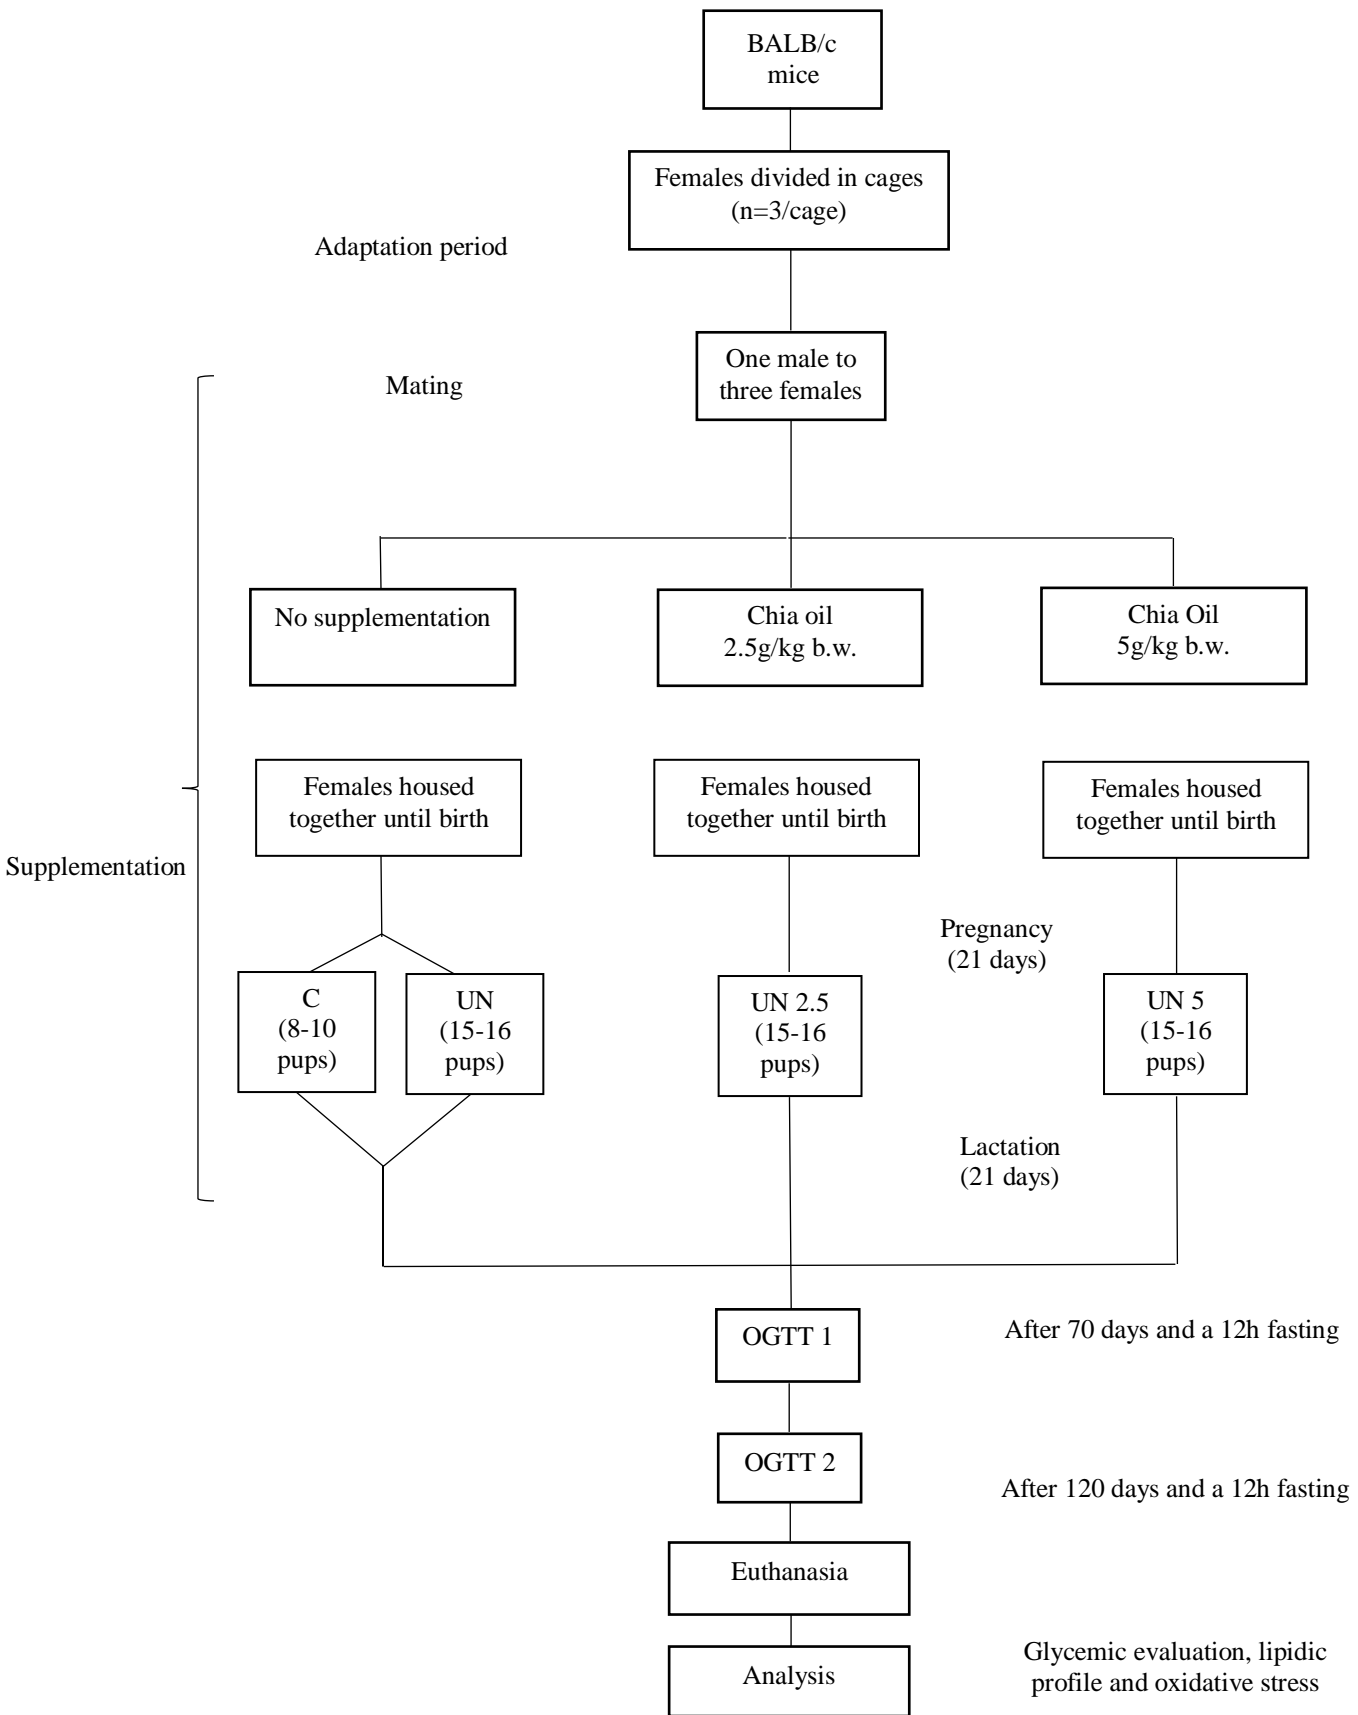 BALB/c
mice
Females divided in cages
(n=3/cage)
Adaptation period
One male to
three females
Mating
No supplementation
Chia oil
2.5g/kg b.w.
Chia Oil
5g/kg b.w.
Females housed
together until birth
Females housed
together until birth
Females housed
together until birth
Supplementation
Pregnancy
(21 days)
C
(8-10
pups)
UN
(15-16
pups)
UN 2.5
(15-16
pups)
UN 5
(15-16
pups)
Lactation
(21 days)
OGTT 1
After 70 days and a 12h fasting
OGTT 2
After 120 days and a 12h fasting
Euthanasia
Analysis
Glycemic evaluation, lipidic
profile and oxidative stress